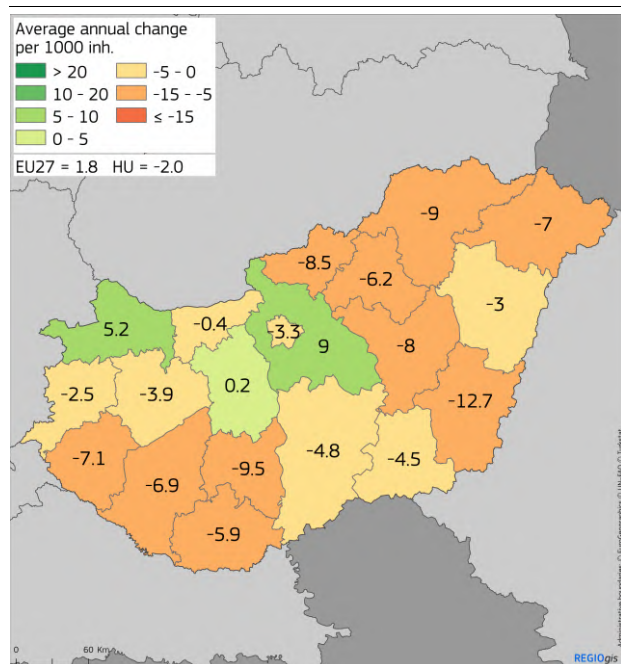 Average annual change
per 1000 inh.
> 20
10 - 20
5 - 10
0 - 5
-5 - 0
-15 - -5
≤ -15
EU27 = 1.8 HU = -2.0
-9
-7
-8.5
-6.2
-3
5.2
-0.4
-3.3
9
-8
-2.5
-3.9
0.2
-12.7
-7.1
-6.9
-9.5
-4.8
-4.5
-5.9
0
60 Km
REGIOgis